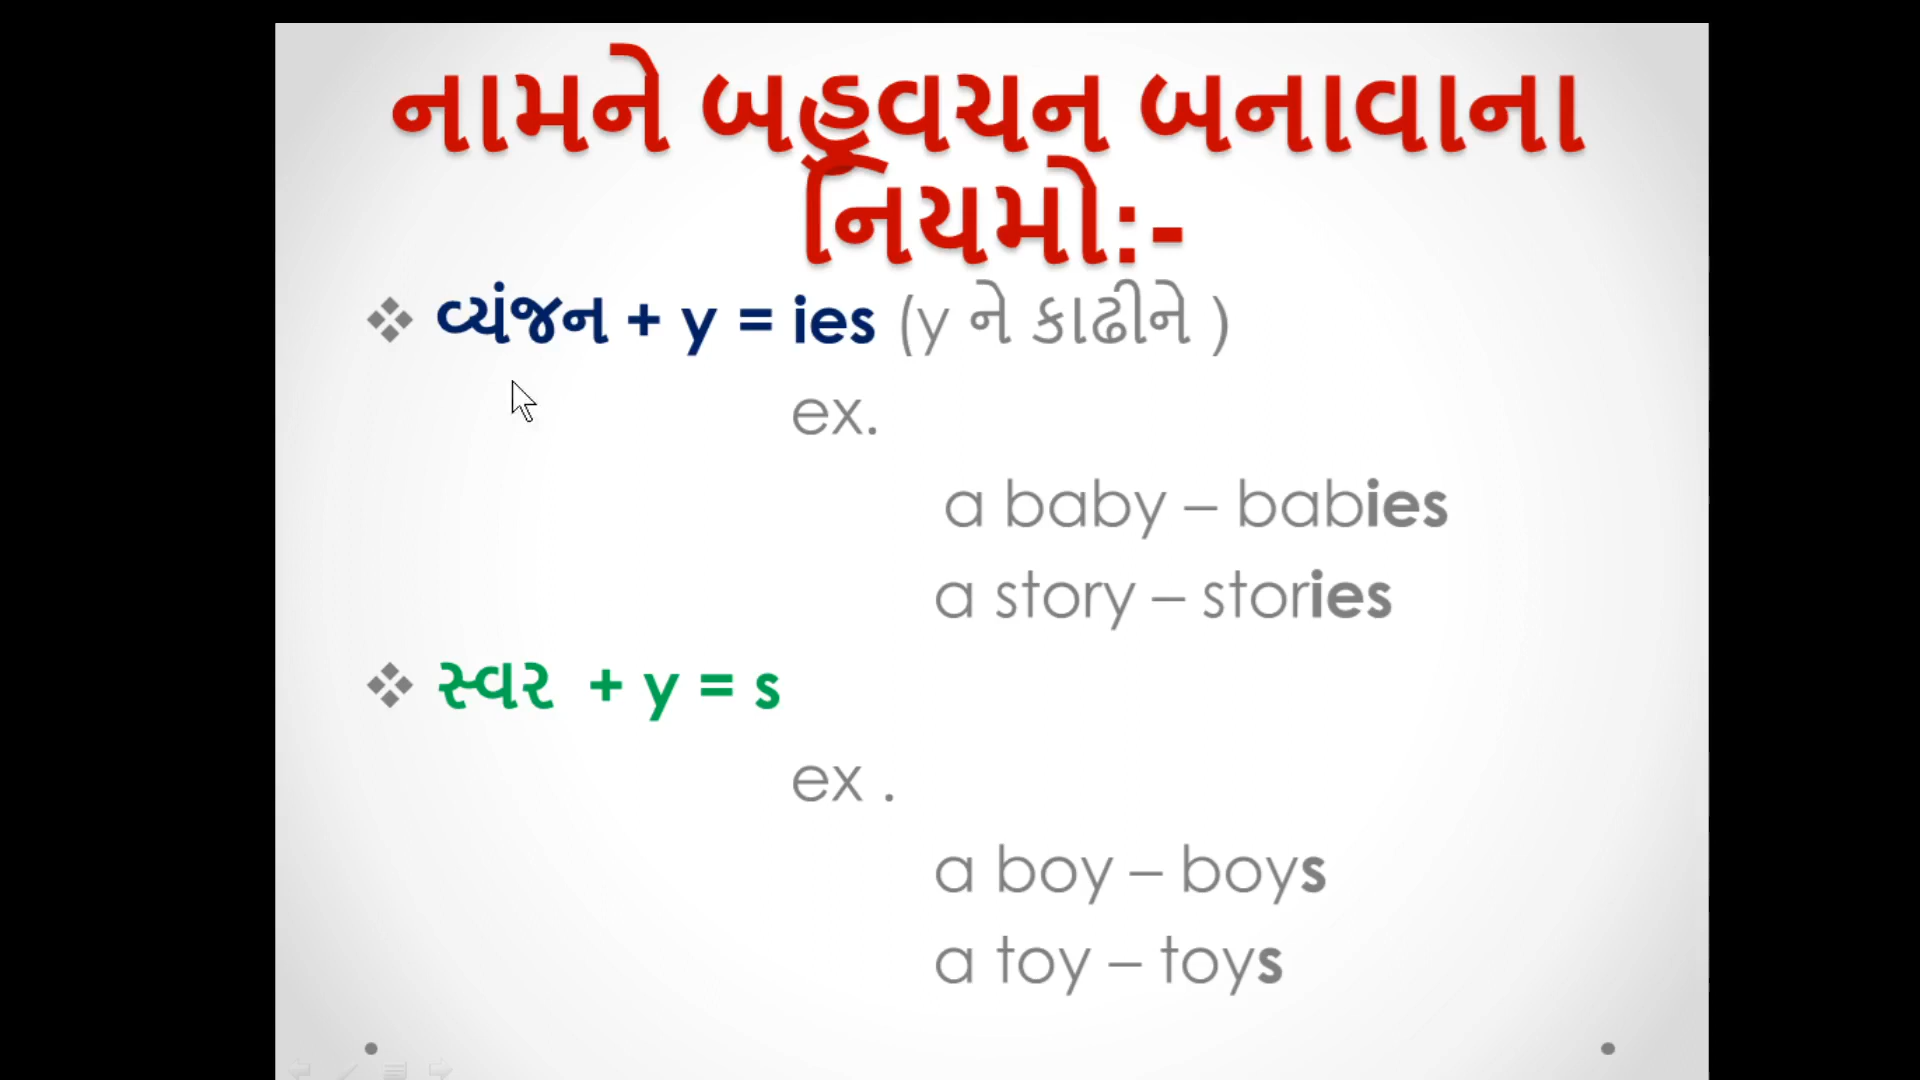 નામને બહુવચન બનાવાના
નિયમો:-
❖ વ્યંજન + y = ies (y ને કાઢીને )
ex.
a baby – babies
a story – stories
❖ સ્વર + y = s
ex .
a boy – boys
a toy – toys